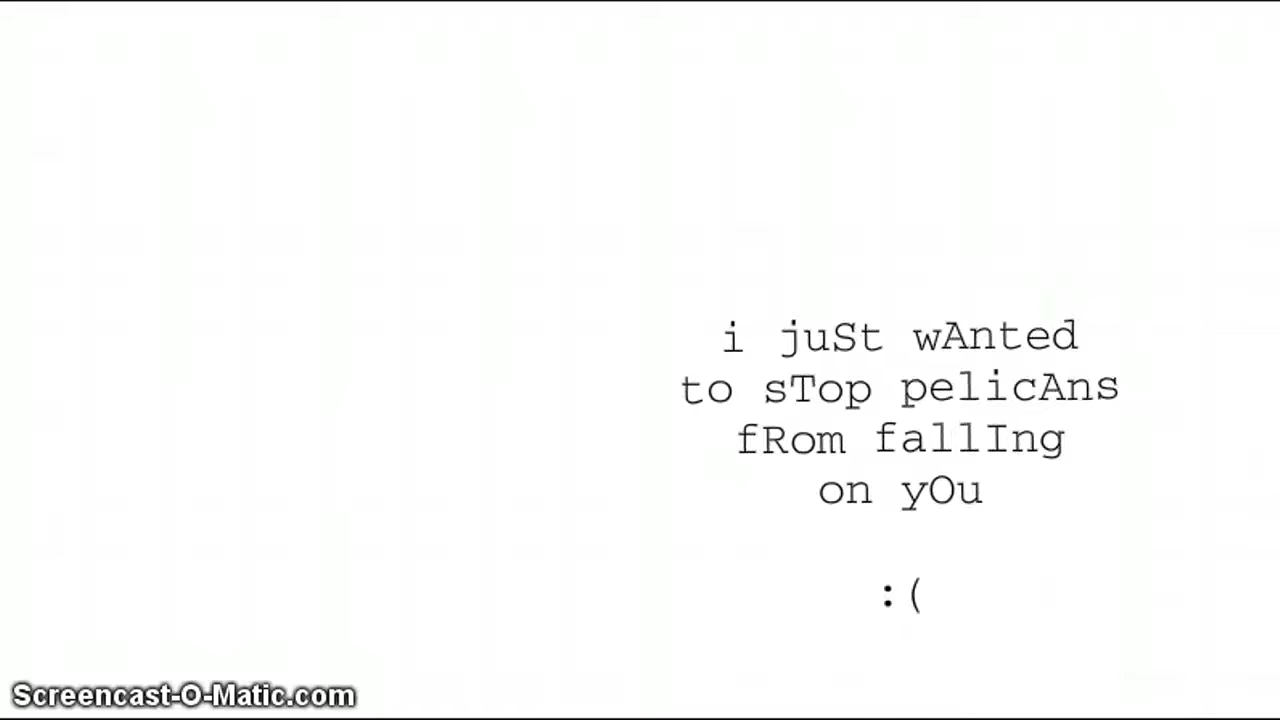 i juSt wAnted
to sTop pelicAns
fRom fallIng
on yOu
:(
Screencast-O-Matic.com